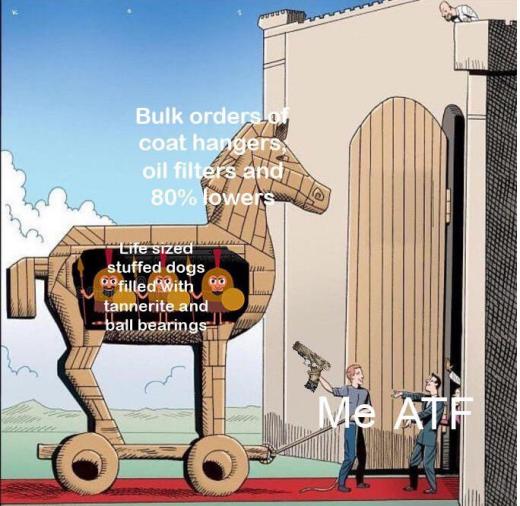 Bulk orders of
coat hangers,
oil filters and
80% lowers
Life sized
stuffed dogs
filled with
tannerite and
ball bearings
Me ATF